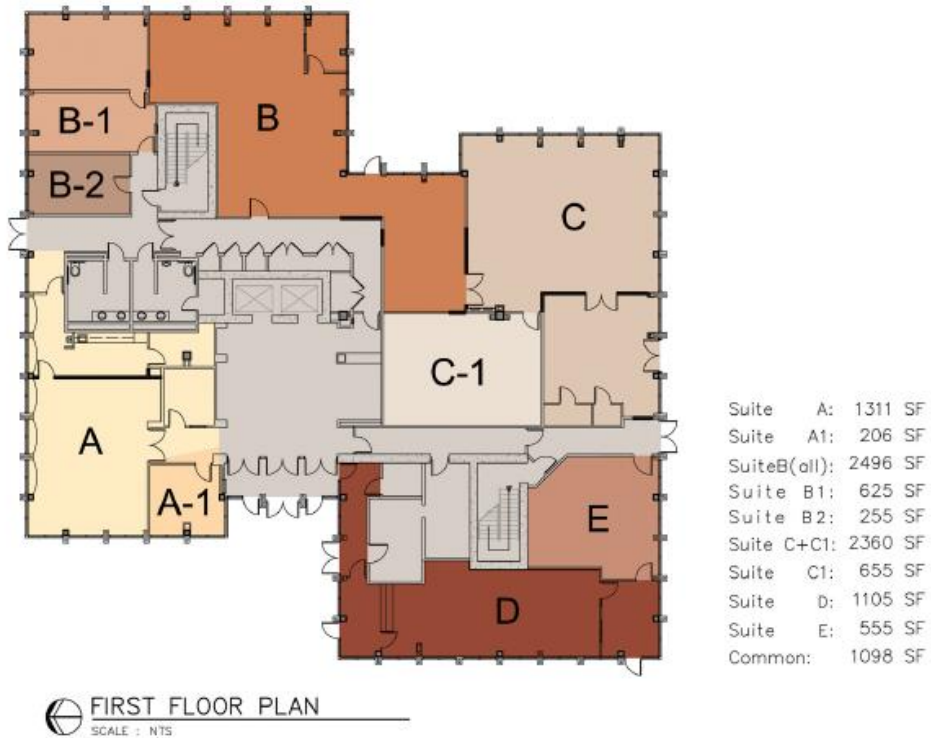 B-1
B
B-2
C
C-1
A
A-1
E
D
Suite A: 1311 SF
Suite A1: 206 SF
SuiteB(all): 2496 SF
Suite B1: 625 SF
Suite B2: 255 SF
Suite C+C1: 2360 SF
Suite C1: 655 SF
Suite D: 1105 SF
Suite E: 555 SF
Common: 1098 SF
FIRST FLOOR PLAN
SCALE : NTS